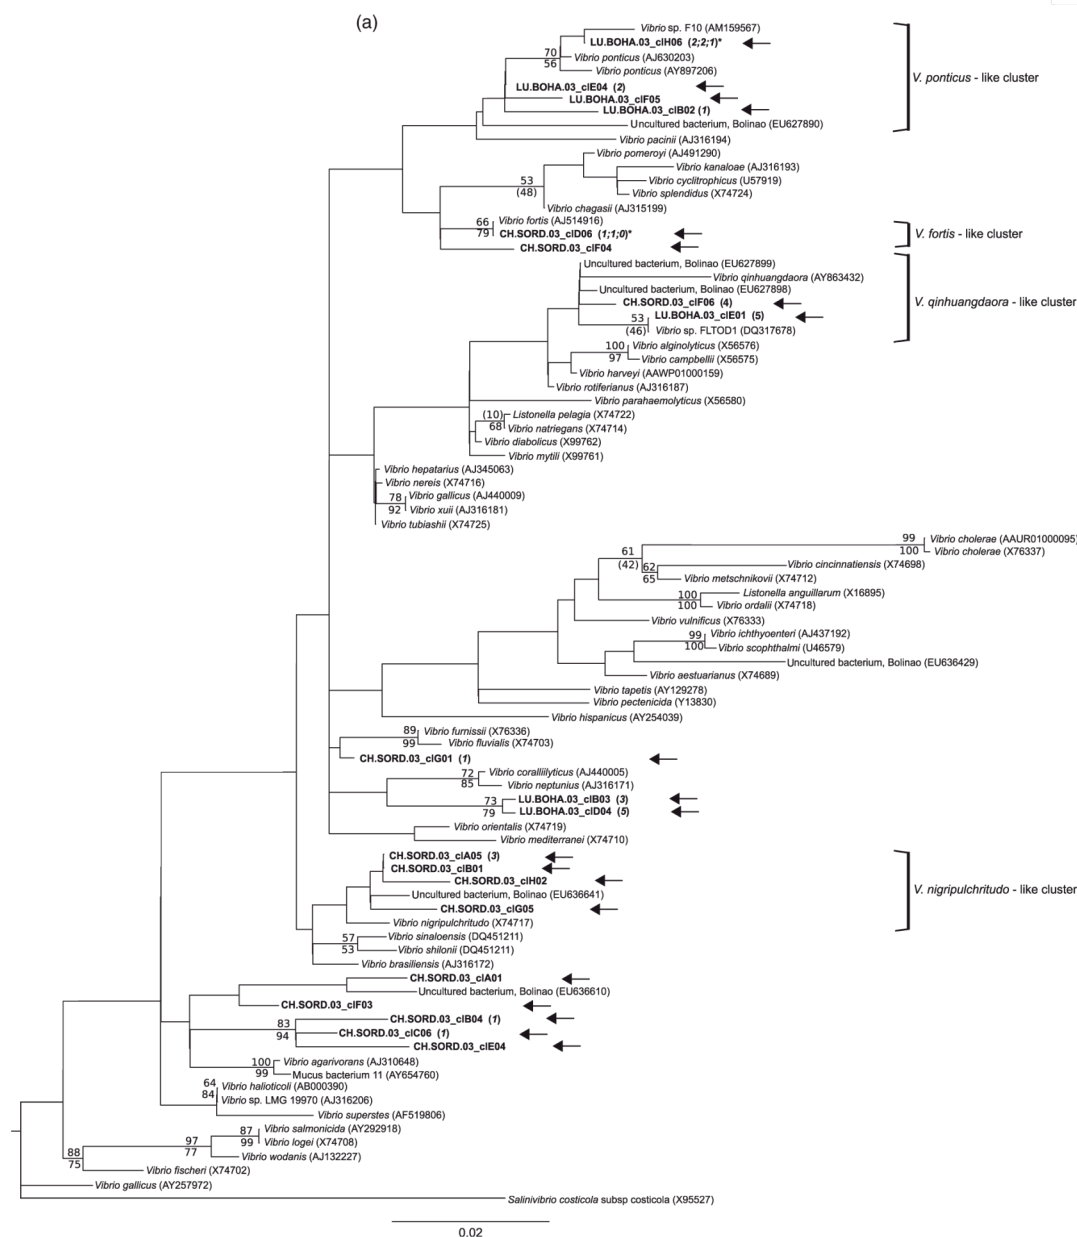 (a)
Vibrio sp. F10 (AM159567)
LU.BOHA.03_clH06 (2;2;1)*
70
56
Vibrio ponticus (AJ630203)
Vibrio ponticus (AY897206)
V. ponticus - like cluster
LU.BOHA.03_clE04 (2)
LU.BOHA.03_clF05
LU.BOHA.03_clB02 (1)
Uncultured bacterium, Bolinao (EU627890)
Vibrio pacinii (AJ316194)
Vibrio pomeroyi (AJ491290)
Vibrio kanaloae (AJ316193)
53
(48)
Vibrio cyclitrophicus (U57919)
Vibrio splendidus (X74724)
Vibrio chagasii (AJ315199)
66
79
Vibrio fortis (AJ514916)
CH.SORD.03_clD06 (1;1;0)*
V. fortis - like cluster
CH.SORD.03_clF04
Uncultured bacterium, Bolinao (EU627899)
Vibrio qinhuangdaora (AY863432)
Uncultured bacterium, Bolinao (EU627898)
V. qinhuangdaora - like cluster
CH.SORD.03_clF06 (4)
53
(46)
LU.BOHA.03_clE01 (5)
Vibrio sp. FLTOD1 (DQ317678)
100
97
Vibrio alginolyticus (X56576)
Vibrio campbellii (X56575)
Vibrio harveyi (AAWP01000159)
Vibrio rotiferianus (AJ316187)
Vibrio parahaemolyticus (X56580)
(10)
68
Listonella pelagia (X74722)
Vibrio natriegans (X74714)
Vibrio diabolicus (X99762)
Vibrio mytili (X99761)
Vibrio hepatarius (AJ345063)
Vibrio nereis (X74716)
78
92
Vibrio gallicus (AJ440009)
Vibrio xuii (AJ316181)
Vibrio tubiashii (X74725)
99
100
Vibrio cholerae (AAUR01000095)
Vibrio cholerae (X76337)
61
(42)
62
65
Vibrio cincinnatiensis (X74698)
Vibrio metschnikovii (X74712)
100
100
Listonella anguillarum (X16895)
Vibrio ordalii (X74718)
Vibrio vulnificus (X76333)
99
100
Vibrio ichthyoenteri (AJ437192)
Vibrio scophthalmi (U46579)
Uncultured bacterium, Bolinao (EU636429)
Vibrio aestuarianus (X74689)
Vibrio tapetis (AY129278)
Vibrio pectenicida (Y13830)
Vibrio hispanicus (AY254039)
89
99
Vibrio furnissii (X76336)
Vibrio fluvialis (X74703)
CH.SORD.03_clG01 (1)
72
85
Vibrio coralliilyticus (AJ440005)
Vibrio neptunius (AJ316171)
73
79
LU.BOHA.03_clB03 (3)
LU.BOHA.03_clD04 (5)
Vibrio orientalis (X74719)
Vibrio mediterranei (X74710)
CH.SORD.03_clA05 (3)
CH.SORD.03_clB01
CH.SORD.03_clH02
V. nigripulchritudo - like cluster
Uncultured bacterium, Bolinao (EU636641)
CH.SORD.03_clG05
Vibrio nigripulchritudo (X74717)
57
53
Vibrio sinaloensis (DQ451211)
Vibrio shilonii (DQ451211)
Vibrio brasiliensis (AJ316172)
CH.SORD.03_clA01
Uncultured bacterium, Bolinao (EU636610)
CH.SORD.03_clF03
83
94
CH.SORD.03_clB04 (1)
CH.SORD.03_clC06 (1)
CH.SORD.03_clE04
100
99
Vibrio agarivorans (AJ310648)
Mucus bacterium 11 (AY654760)
64
84
Vibrio halioticoli (AB000390)
Vibrio sp. LMG 19970 (AJ316206)
Vibrio superstes (AF519806)
87
99
Vibrio salmonicida (AY292918)
Vibrio logei (X74708)
97
77
Vibrio wodanis (AJ132227)
88
75
Vibrio fischeri (X74702)
Vibrio gallicus (AY257972)
Salinivibrio costicola subsp costicola (X95527)
0.02